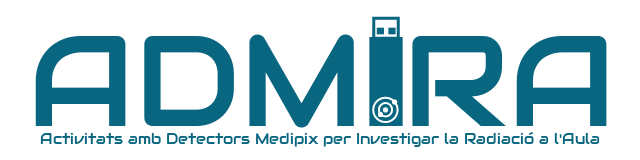 ADMIRA
Activitats amb Detectors Medipix per Investigar la Radiació a l'Aula